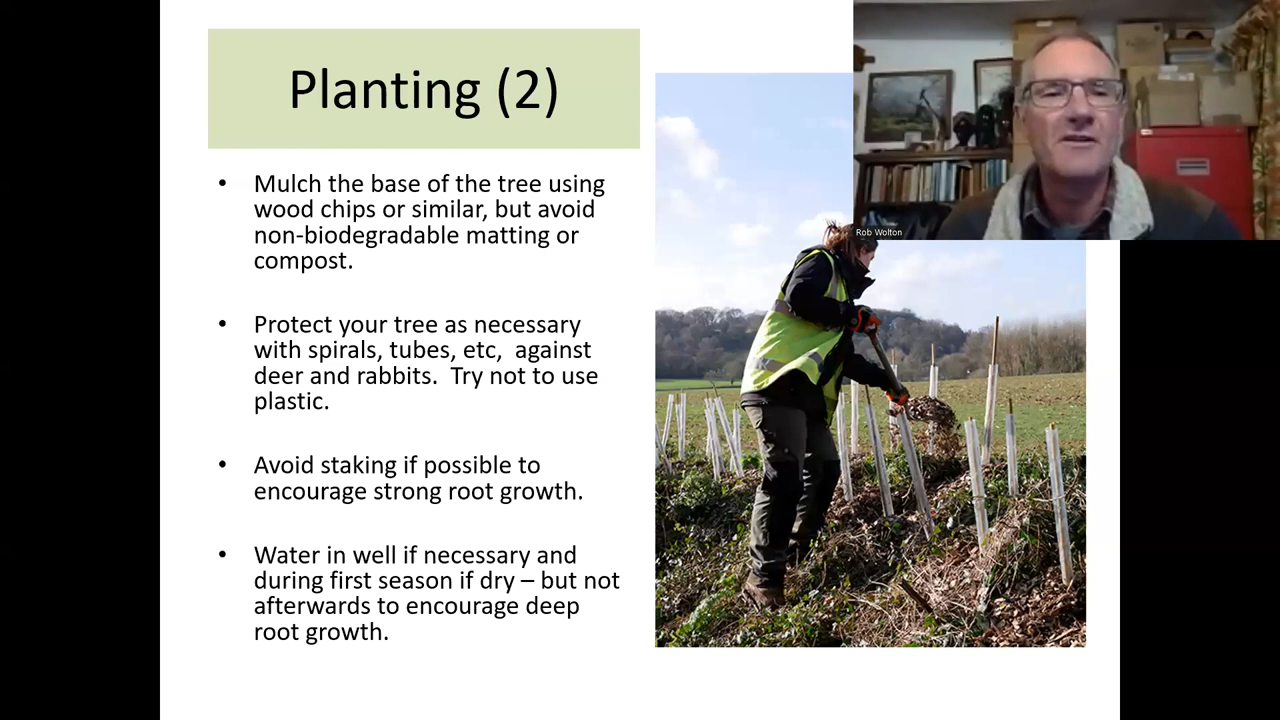 Planting (2)
• Mulch the base of the tree using
wood chips or similar, but avoid
non-biodegradable matting or
compost.
• Protect your tree as necessary
with spirals, tubes, etc,  against
deer and rabbits.  Try not to use
plastic.
• Avoid staking if possible to
encourage strong root growth.
• Water in well if necessary and
during first season if dry – but not
afterwards to encourage deep
root growth.
Rob Wolton